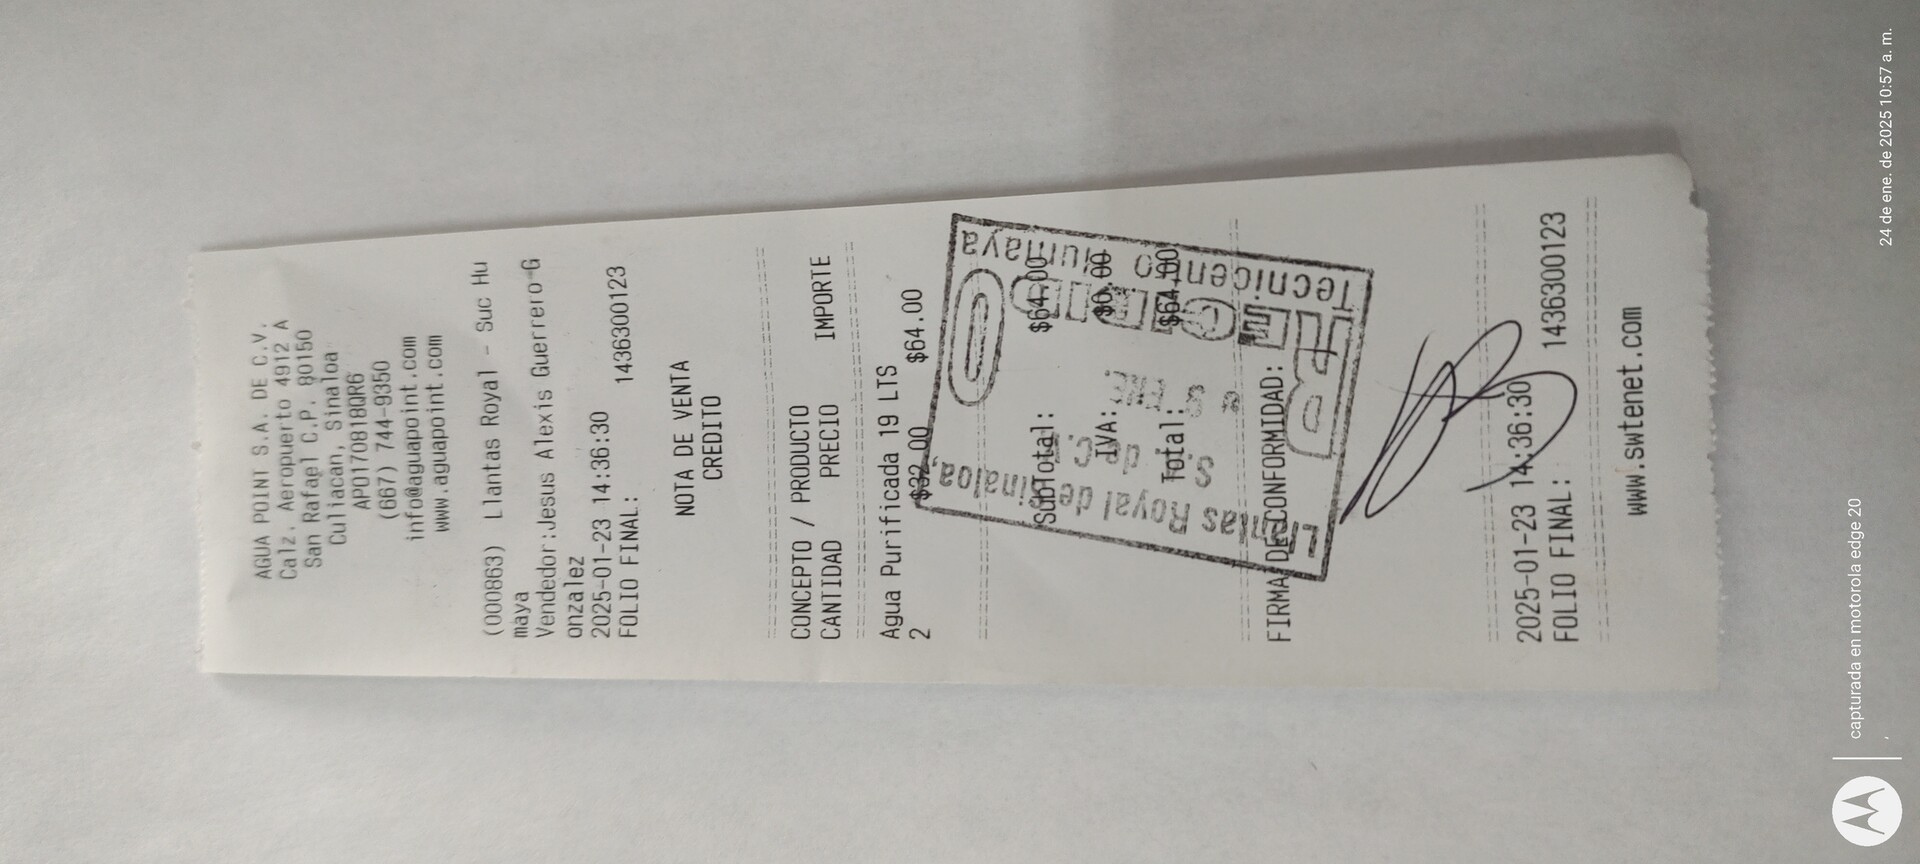 AGUA POINT S.A. DE C.V.
Calz. Aeropuerto 4912 A
San Rafael C.P. 80150
Culiacan, Sinaloa
APO170818QR6
(667) 744-9350
info@aguapoint.com
www.aguapoint.com
(000863) Llantas Royal - Suc Hu
maya
Vendedor:Jesus Alexis Guerrero G
onzalez
2025-01-23 14:36:30
FOLIO FINAL: 1436300123
NOTA DE VENTA
CREDITO
CONCEPTO / PRODUCTO
CANTIDAD PRECIO IMPORTE
Agua Purificada 19 LTS
2 $32.00 $64.00
SubTotal: $64.00
IVA: $0.00
Total: $64.00
FIRMA DE CONFORMIDAD:
Llantas Royal de Sinaloa,
S. de C.
ENE.
RECIBIDO
Tecnicentro Humaya
2025-01-23 14:36:30
FOLIO FINAL: 1436300123
www.swtenet.com
capturada en motorola edge 20
24 de ene. de 2025 10:57 a. m.